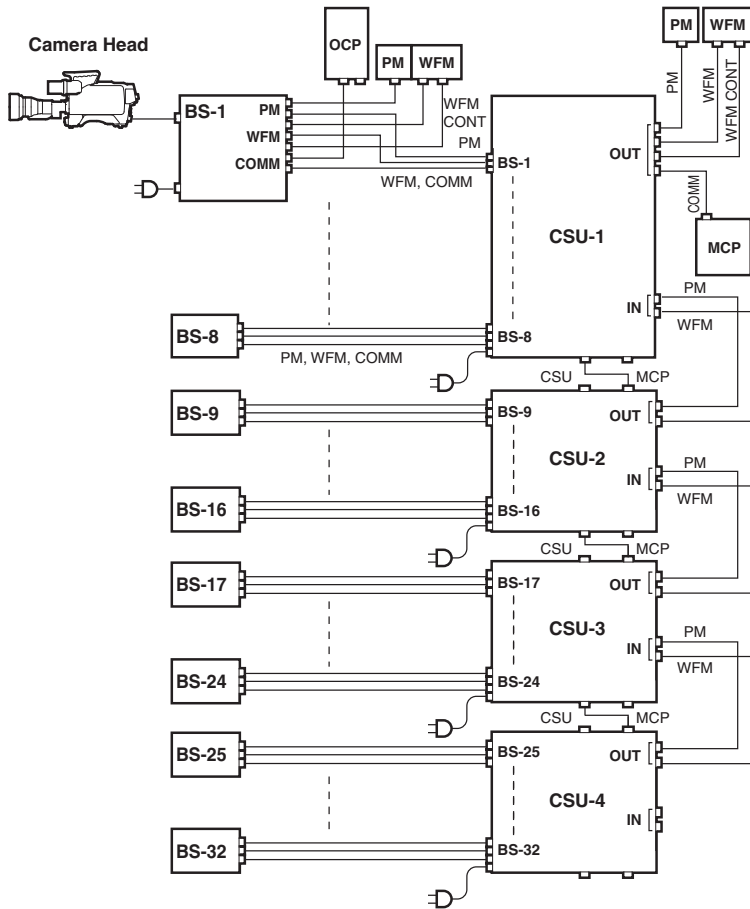 Camera Head
OCP
PM
WFM
PM
WFM
BS-1
PM
WFM
COMM
WFM
CONT
PM
WFM, COMM
PM
WFM
WFM CONT
BS-1
OUT
COMM
CSU-1
MCP
PM
IN
WFM
BS-8
BS-8
PM, WFM, COMM
CSU
MCP
BS-9
BS-9
OUT
CSU-2
PM
IN
WFM
BS-16
BS-16
CSU
MCP
BS-17
BS-17
OUT
CSU-3
PM
IN
WFM
BS-24
BS-24
CSU
MCP
BS-25
BS-25
OUT
CSU-4
IN
BS-32
BS-32